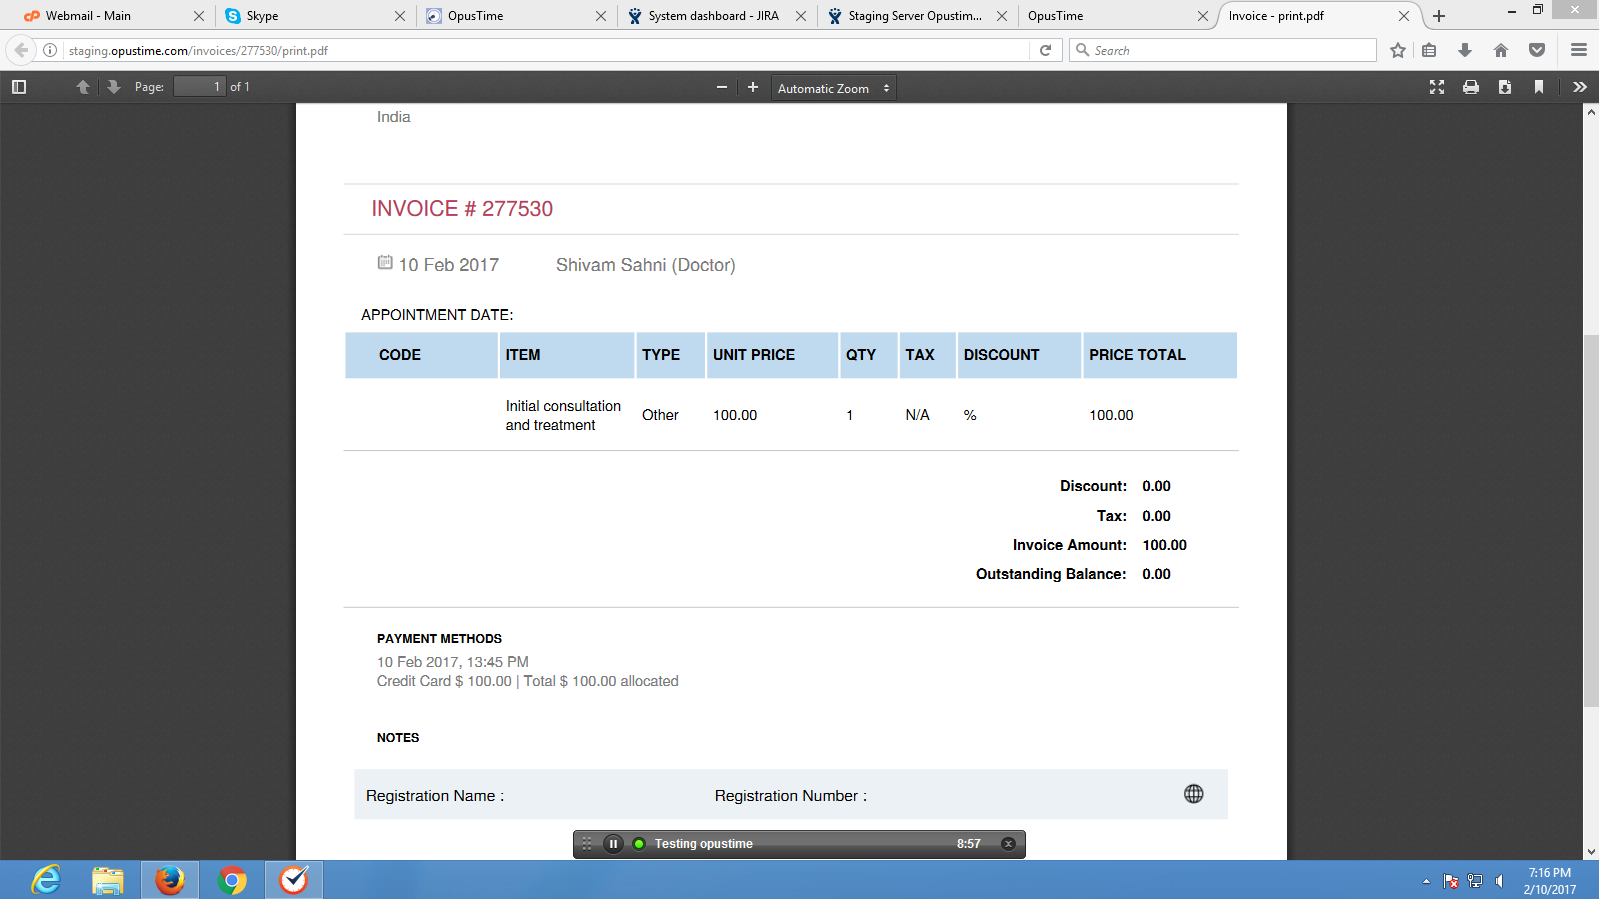 Webmail - Main
Skype
OpusTime
System dashboard - JIRA
Staging Server Opustim...
OpusTime
Invoice - print.pdf
staging.opustime.com/invoices/277530/print.pdf
Search
Page: 1 of 1
Automatic Zoom
India
INVOICE # 277530
10 Feb 2017 Shivam Sahni (Doctor)
APPOINTMENT DATE:
CODE ITEM TYPE UNIT PRICE QTY TAX DISCOUNT PRICE TOTAL
Initial consultation
and treatment
Other 100.00 1 N/A % 100.00
Discount: 0.00
Tax: 0.00
Invoice Amount: 100.00
Outstanding Balance: 0.00
PAYMENT METHODS
10 Feb 2017, 13:45 PM
Credit Card $ 100.00 | Total $ 100.00 allocated
NOTES
Registration Name : Registration Number :
Testing opustime 8:57
7:16 PM
2/10/2017